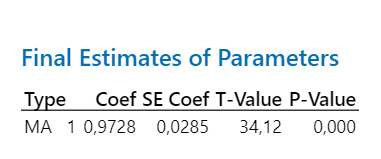 Final Estimates of Parameters
Type Coef SE Coef T-Value P-Value
MA 1 0,9728 0,0285 34,12 0,000